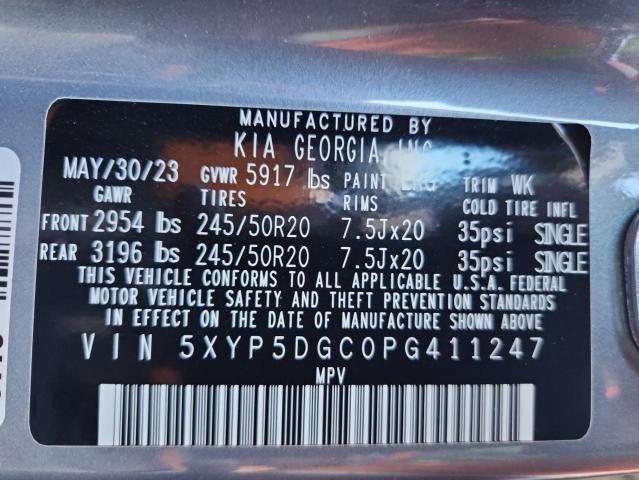 MANUFACTURED BY
KIA GEORGIA INC
MAY/30/23 GVWR 5917 lbs PAINT TRIM WK
GAWR TIRES RIMS COLD TIRE INFL
FRONT 2954 lbs 245/50R20 7.5Jx20 35psi SINGLE
REAR 3196 lbs 245/50R20 7.5Jx20 35psi SINGLE
THIS VEHICLE CONFORMS TO ALL APPLICABLE U.S.A. FEDERAL
MOTOR VEHICLE SAFETY AND THEFT PREVENTION STANDARDS
IN EFFECT ON THE DATE OF MANUFACTURE SHOWN ABOVE.
VIN 5XYP5DGC0PG411247
MPV